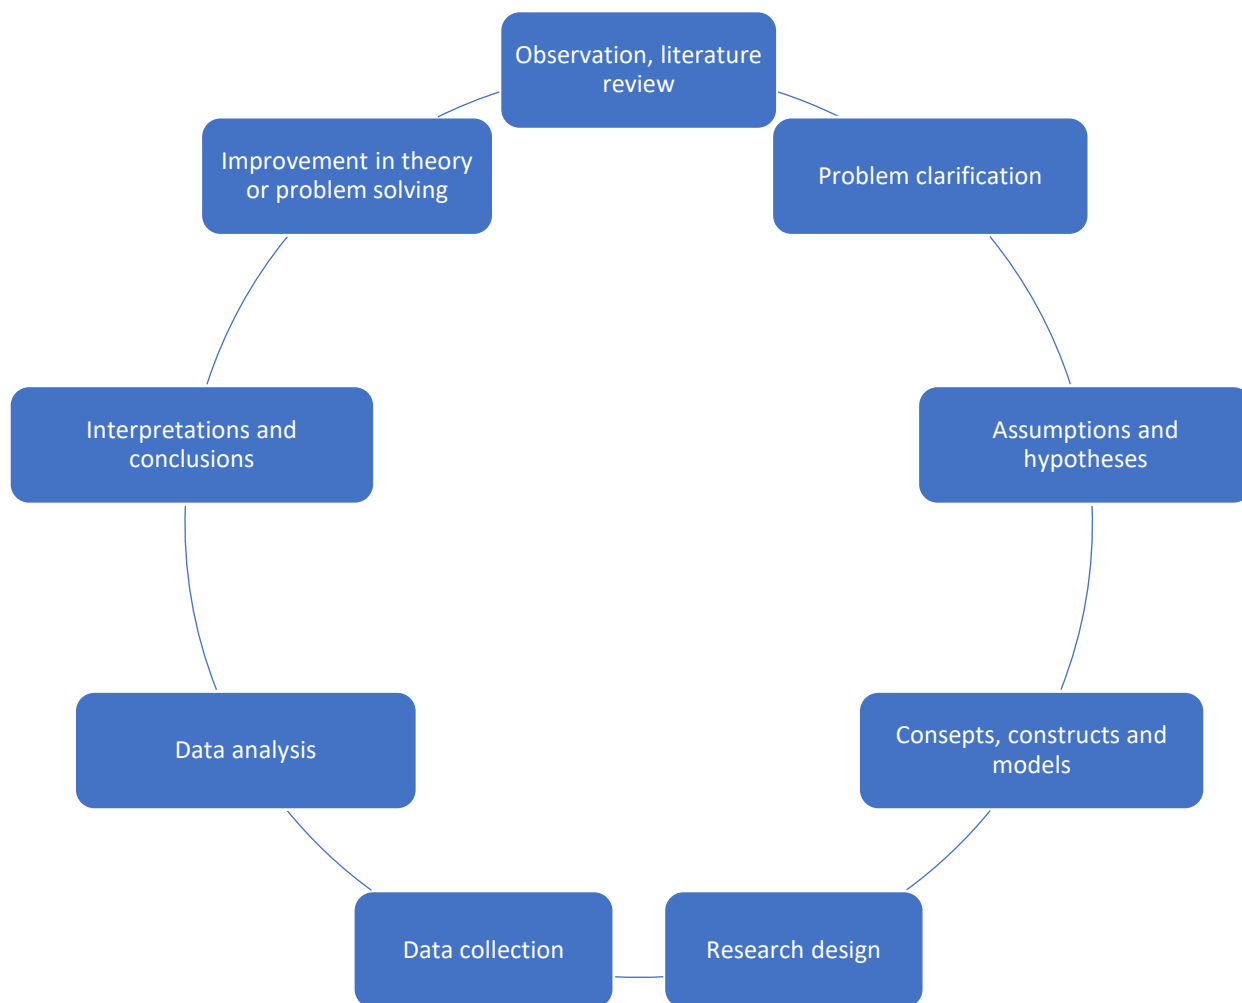 Observation, literature
review
Problem clarification
Assumptions and
hypotheses
Consepts, constructs and
models
Research design
Data collection
Data analysis
Interpretations and
conclusions
Improvement in theory
or problem solving